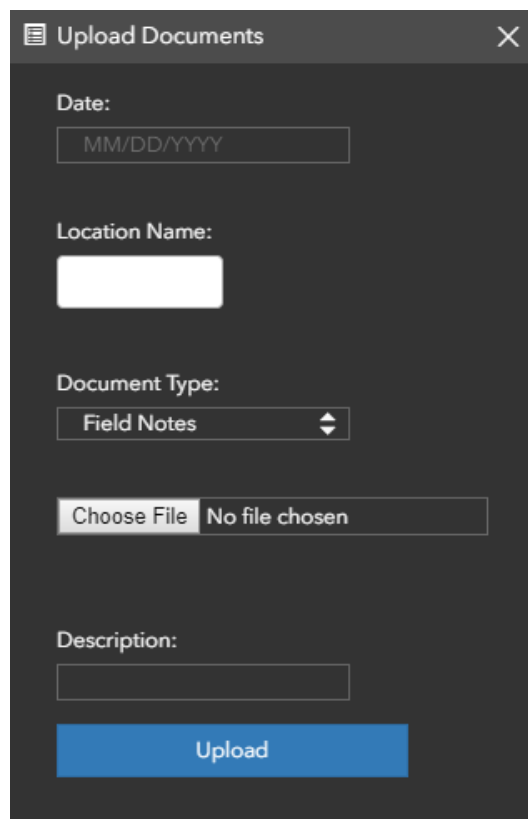 Upload Documents
Date:
MM/DD/YYYY
Location Name:
Document Type:
Field Notes
Choose File No file chosen
Description:
Upload